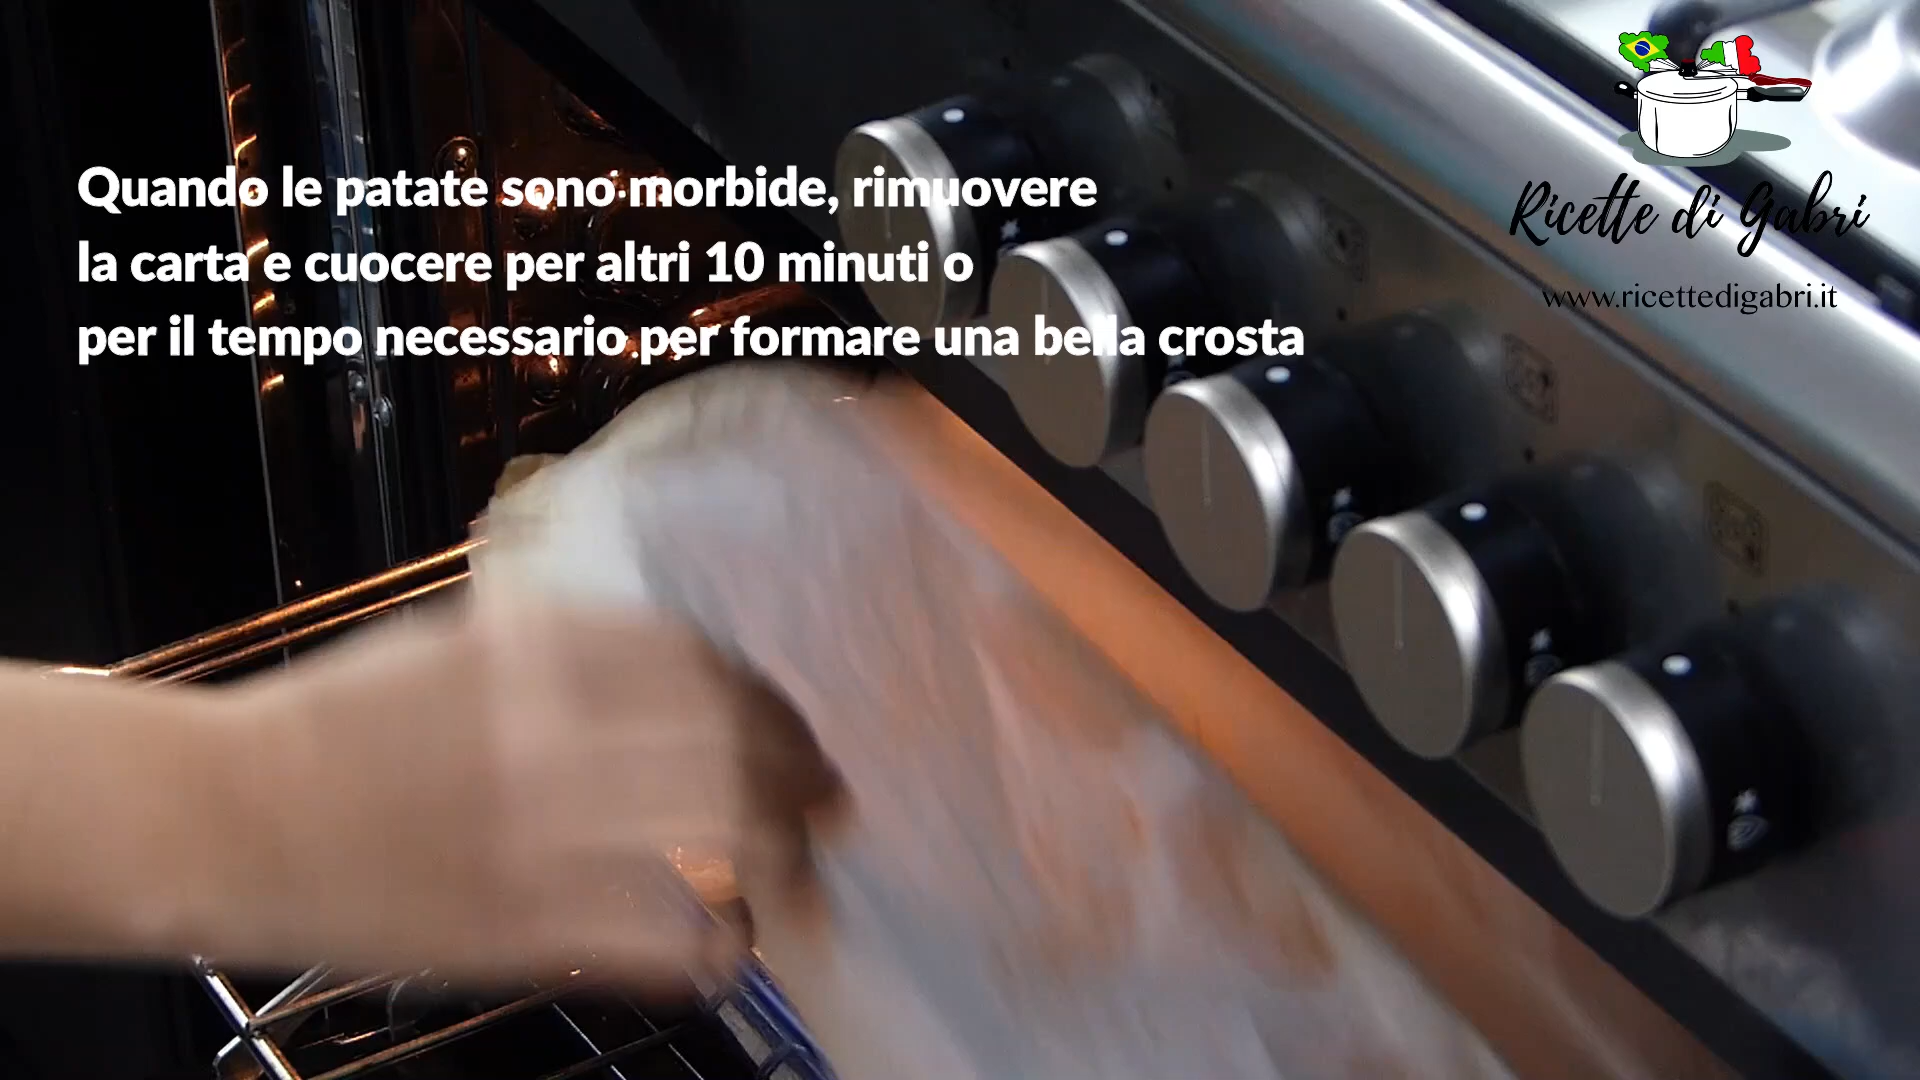 Quando le patate sono morbide, rimuovere
la carta e cuocere per altri 10 minuti o
per il tempo necessario per formare una bella crosta
Ricette di Gabri
www.ricettedigabri.it